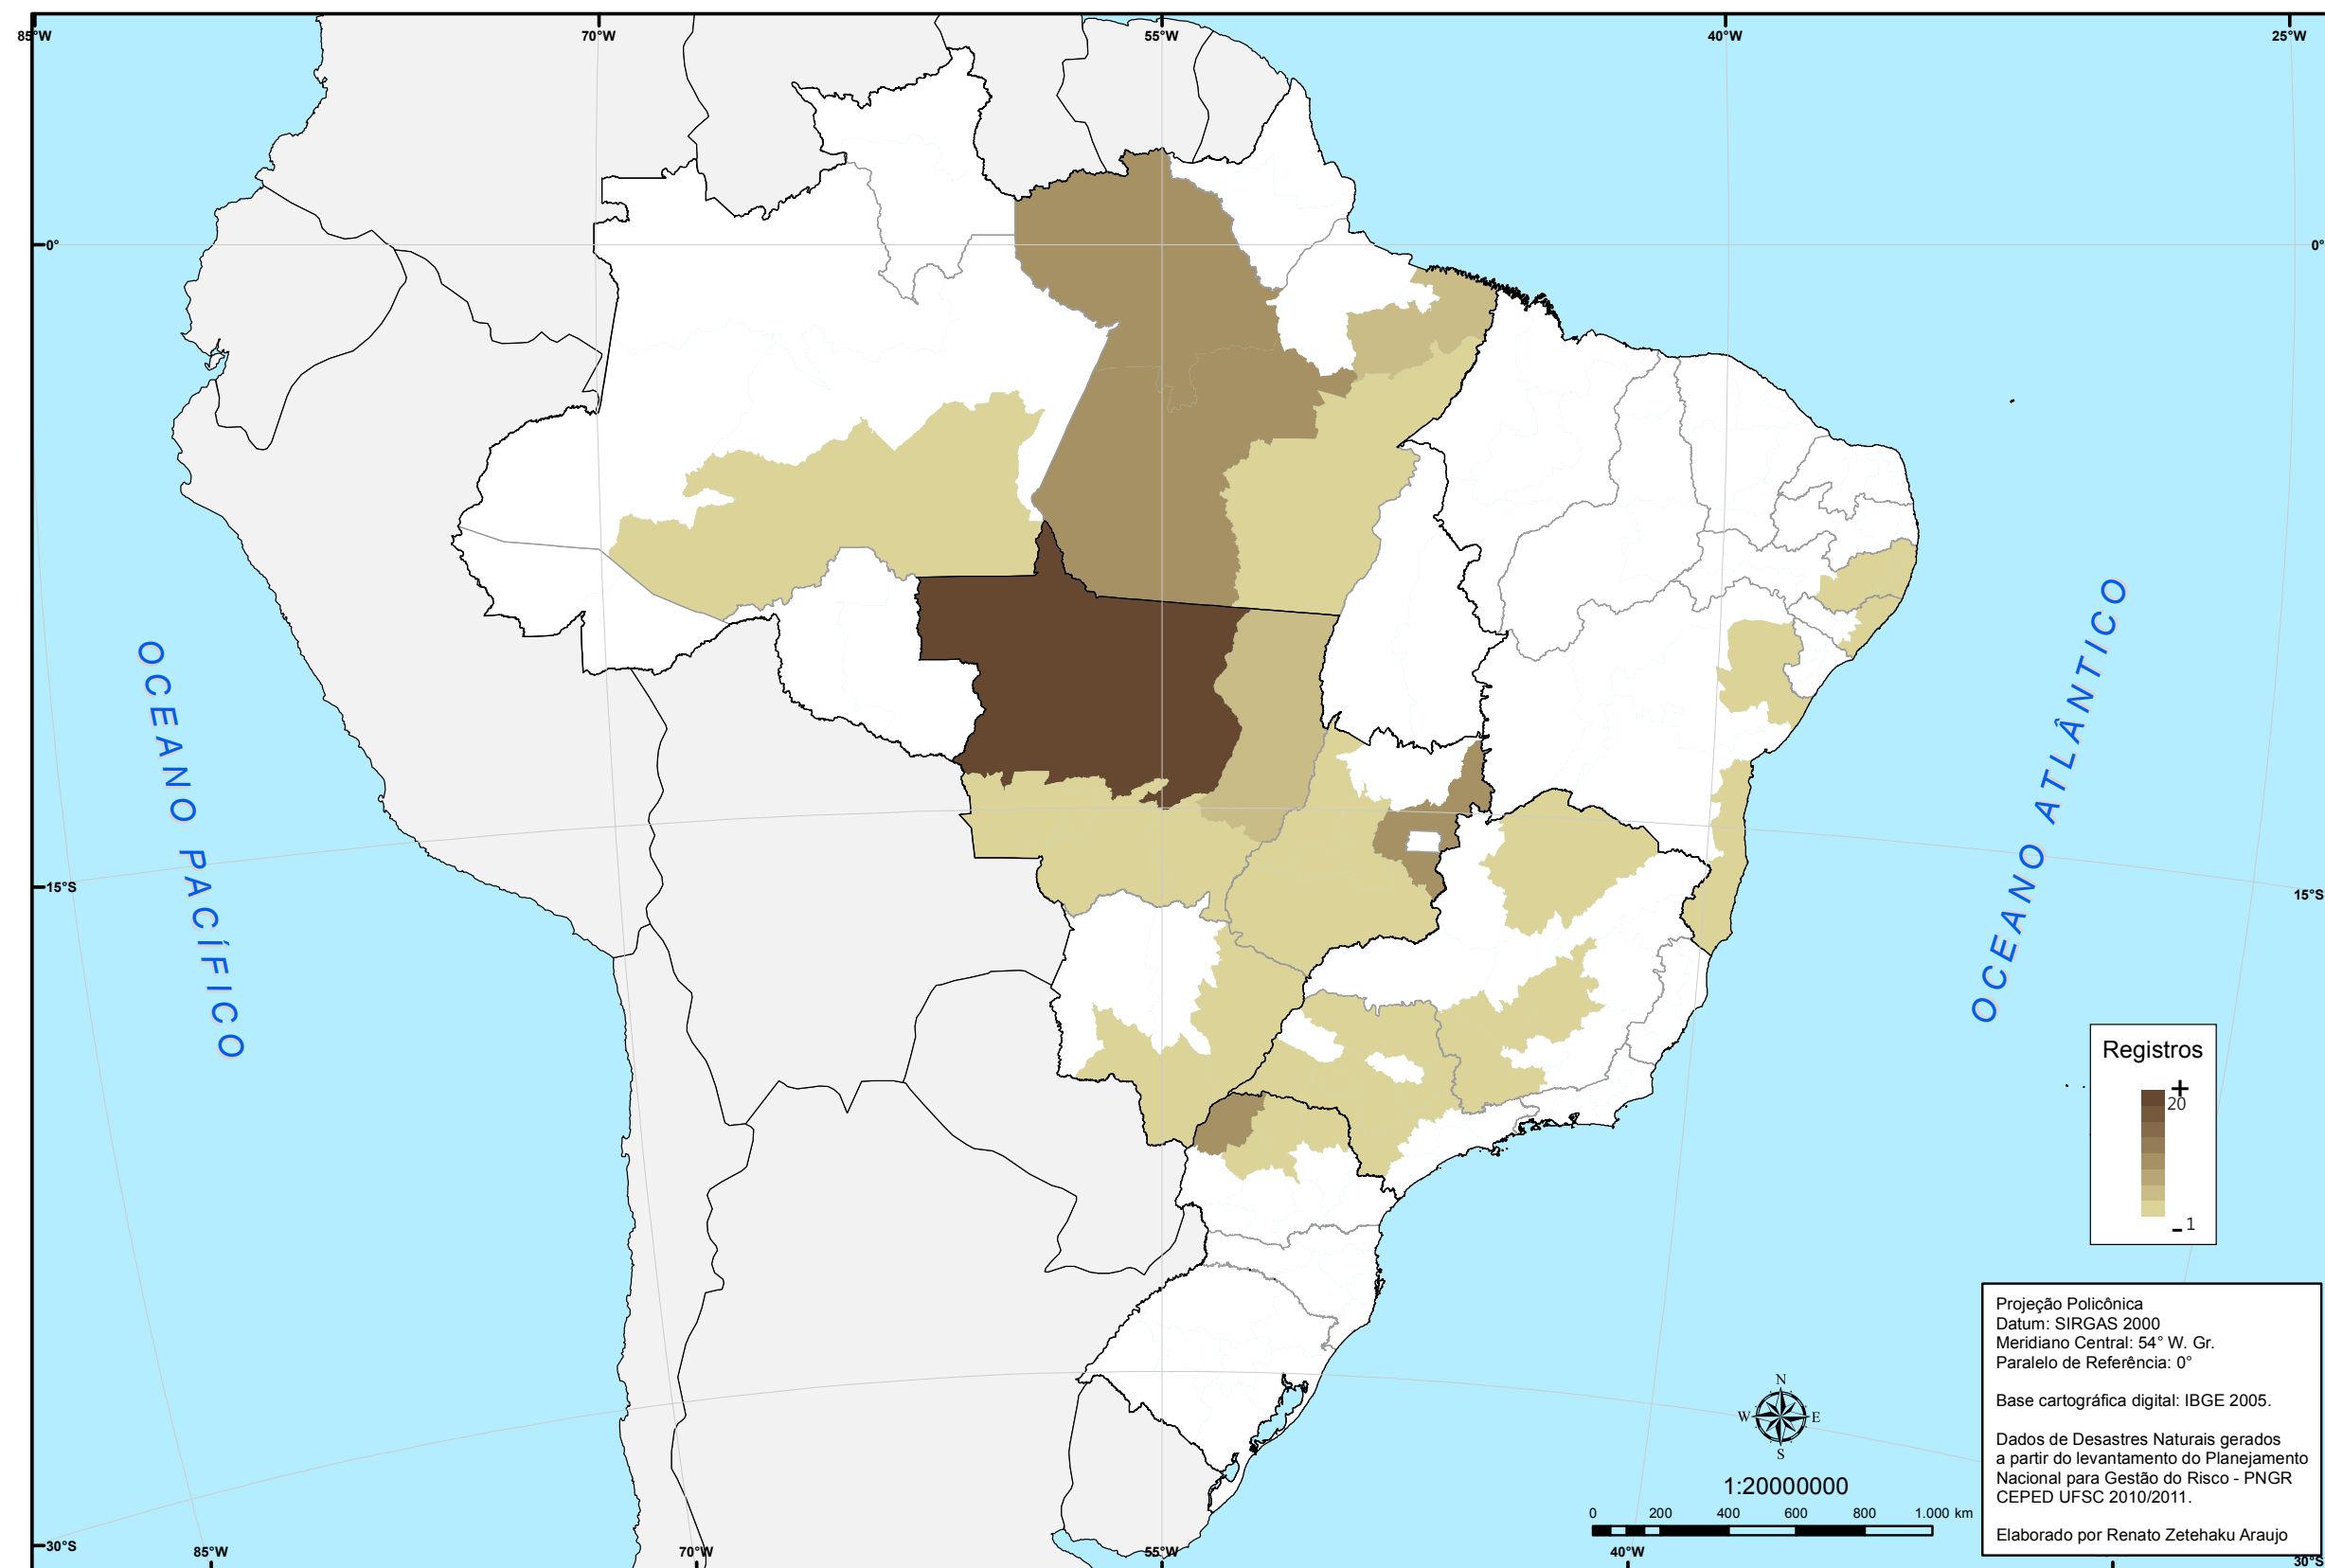 85°W
70°W
55°W
40°W
25°W
0°
0°
15°S
15°S
30°S
30°S
85°W
70°W
55°W
40°W
OCEANO PACÍFICO
OCEANO ATLÂNTICO
Registros
+
20
- 1
N
W E
S
1:20000000
0 200 400 600 800 1.000 km
Projeção Policônica
Datum: SIRGAS 2000
Meridiano Central: 54° W. Gr.
Paralelo de Referência: 0°
Base cartográfica digital: IBGE 2005.
Dados de Desastres Naturais gerados
a partir do levantamento do Planejamento
Nacional para Gestão do Risco - PNGR
CEPED UFSC 2010/2011.
Elaborado por Renato Zetehaku Araujo